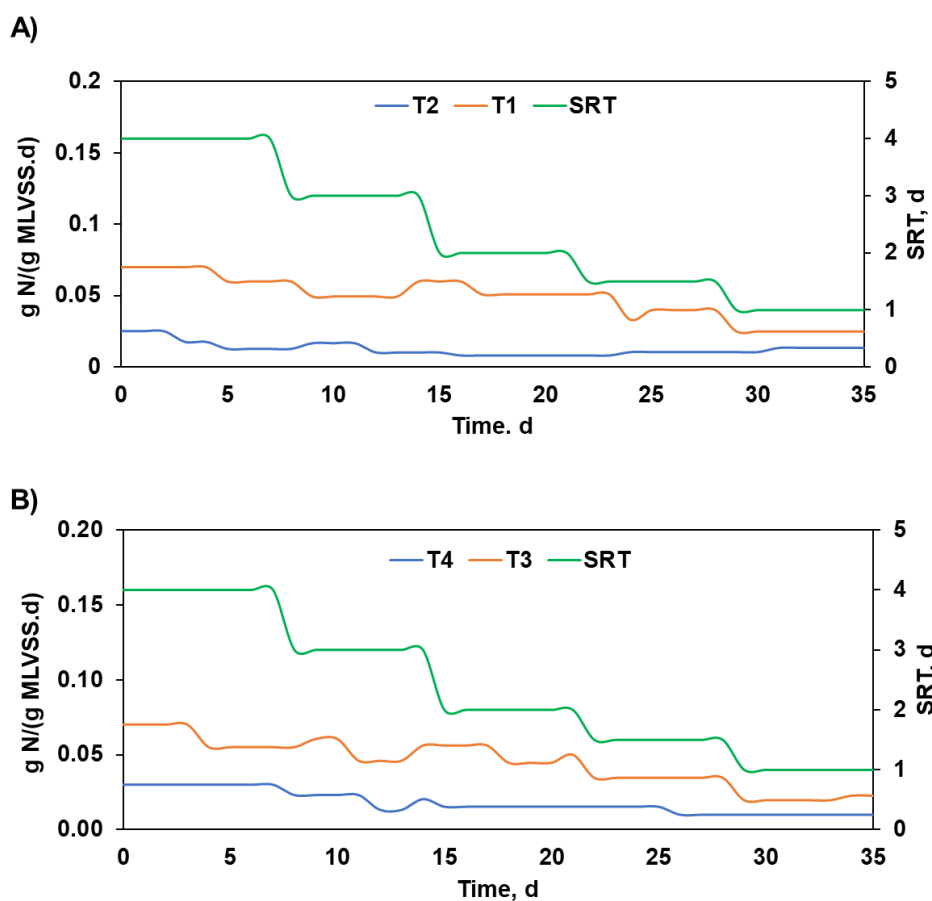 A)
T2 T1 SRT
g N/(g MLVSS.d)
0.2
0.15
0.1
0.05
0
5
4
3
2
1
0
SRT, d
0 5 10 15 20 25 30 35
Time. d
B)
T4 T3 SRT
g N/(g MLVSS.d)
0.20
0.15
0.10
0.05
0.00
5
4
3
2
1
0
SRT. d
0 5 10 15 20 25 30 35
Time, d